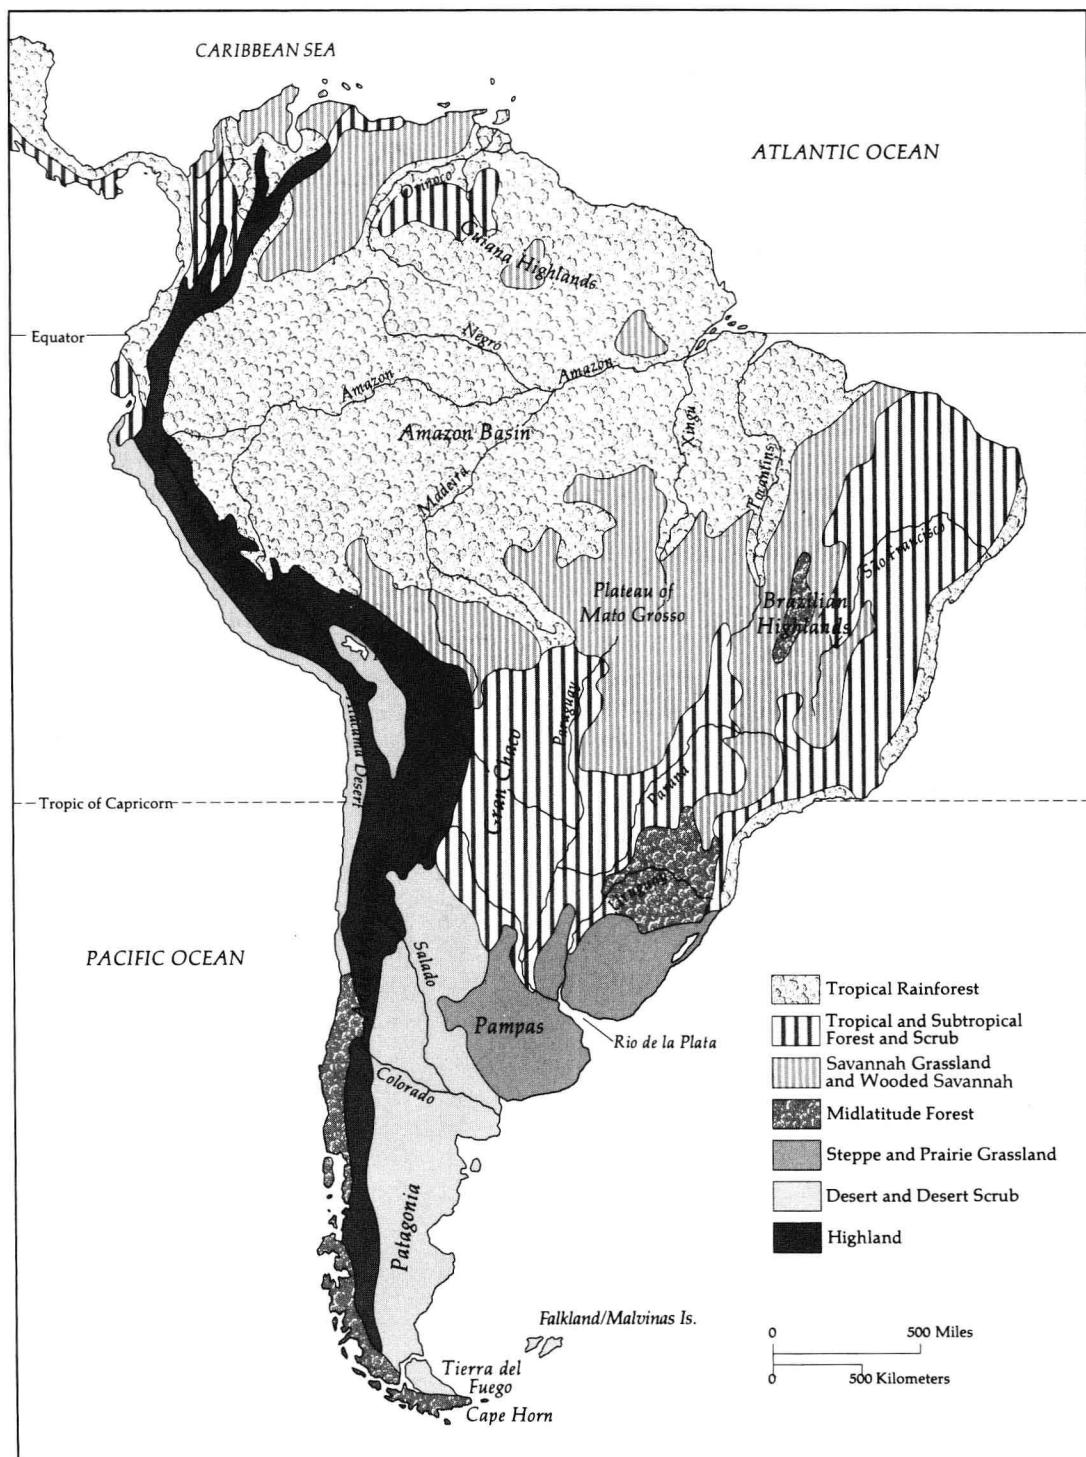 CARIBBEAN SEA
ATLANTIC OCEAN
Orinoco
Guiana Highlands
Equator
Negro
Amazon
Amazon
Amazon Basin
Xingu
Madeira
Tocantins
São Francisco
Plateau of
Mato Grosso
Brazilian
Highlands
Paraguay
Atacama Desert
Gran Chaco
Paraná
Tropic of Capricorn
Uruguay
PACIFIC OCEAN
Salado
Pampas
Rio de la Plata
Colorado
Patagonia
Falkland/Malvinas Is.
Tierra del
Fuego
Cape Horn
Tropical Rainforest
Tropical and Subtropical
Forest and Scrub
Savannah Grassland
and Wooded Savannah
Midlatitude Forest
Steppe and Prairie Grassland
Desert and Desert Scrub
Highland
0 500 Miles
0 500 Kilometers